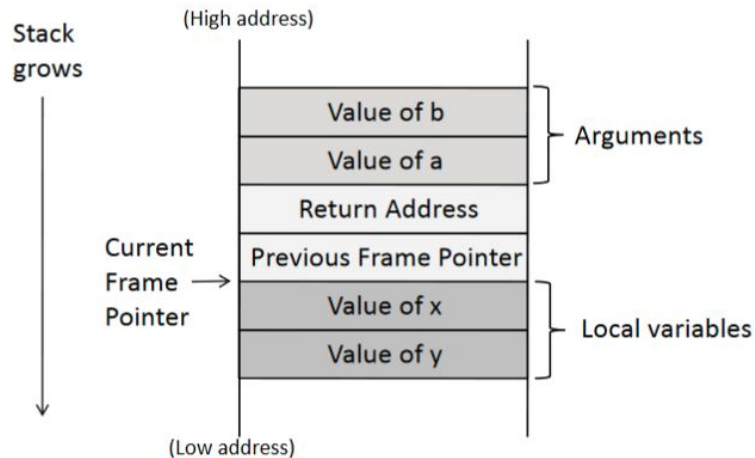 (High address)
Stack
grows
Value of b
Value of a
Arguments
Return Address
Previous Frame Pointer
Current
Frame
Pointer
Value of x
Value of y
Local variables
(Low address)